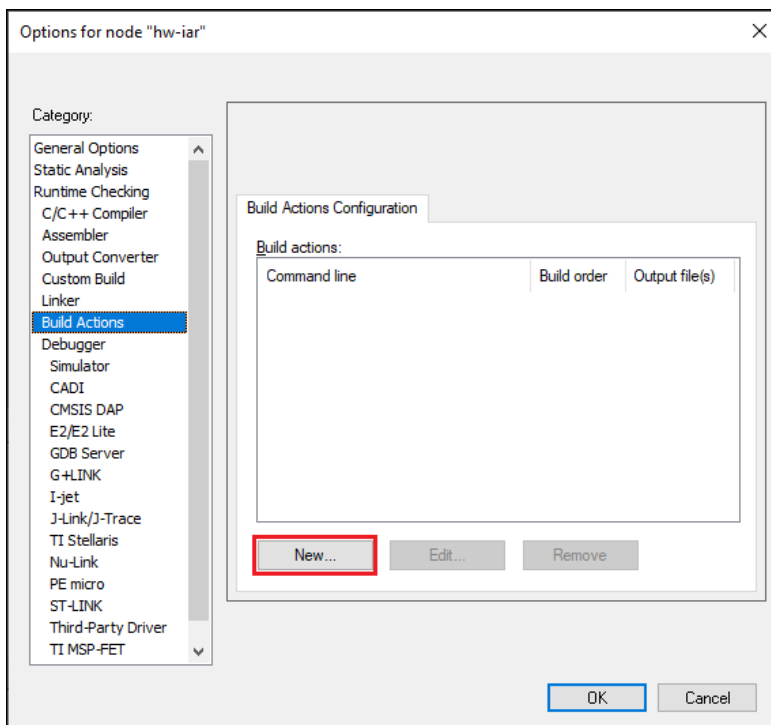 Options for node "hw-iar"
Category:
General Options
Static Analysis
Runtime Checking
C/C++ Compiler
Assembler
Output Converter
Custom Build
Linker
Build Actions
Debugger
Simulator
CADI
CMSIS DAP
E2/E2 Lite
GDB Server
G+LINK
I-jet
J-Link/J-Trace
TI Stellaris
Nu-Link
PE micro
ST-LINK
Third-Party Driver
TI MSP-FET
Build Actions Configuration
Build actions:
Command line Build order Output file(s)
New... Edit... Remove
OK Cancel